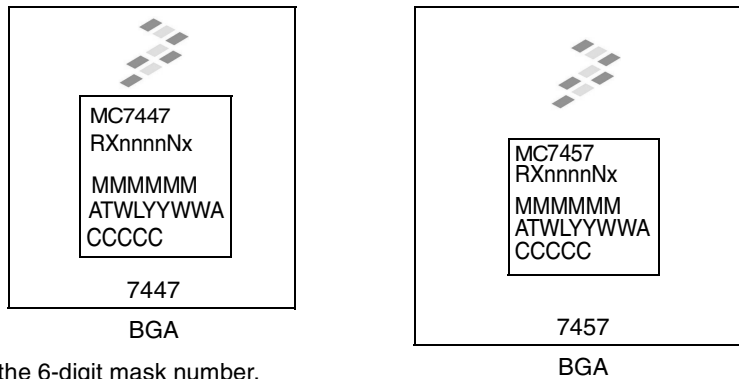 MC7447
RXnnnnNx
MMMMMM
ATWLYYWWA
CCCCC
7447
BGA
MC7457
RXnnnnNx
MMMMMM
ATWLYYWWA
CCCCC
7457
BGA
the 6-digit mask number.